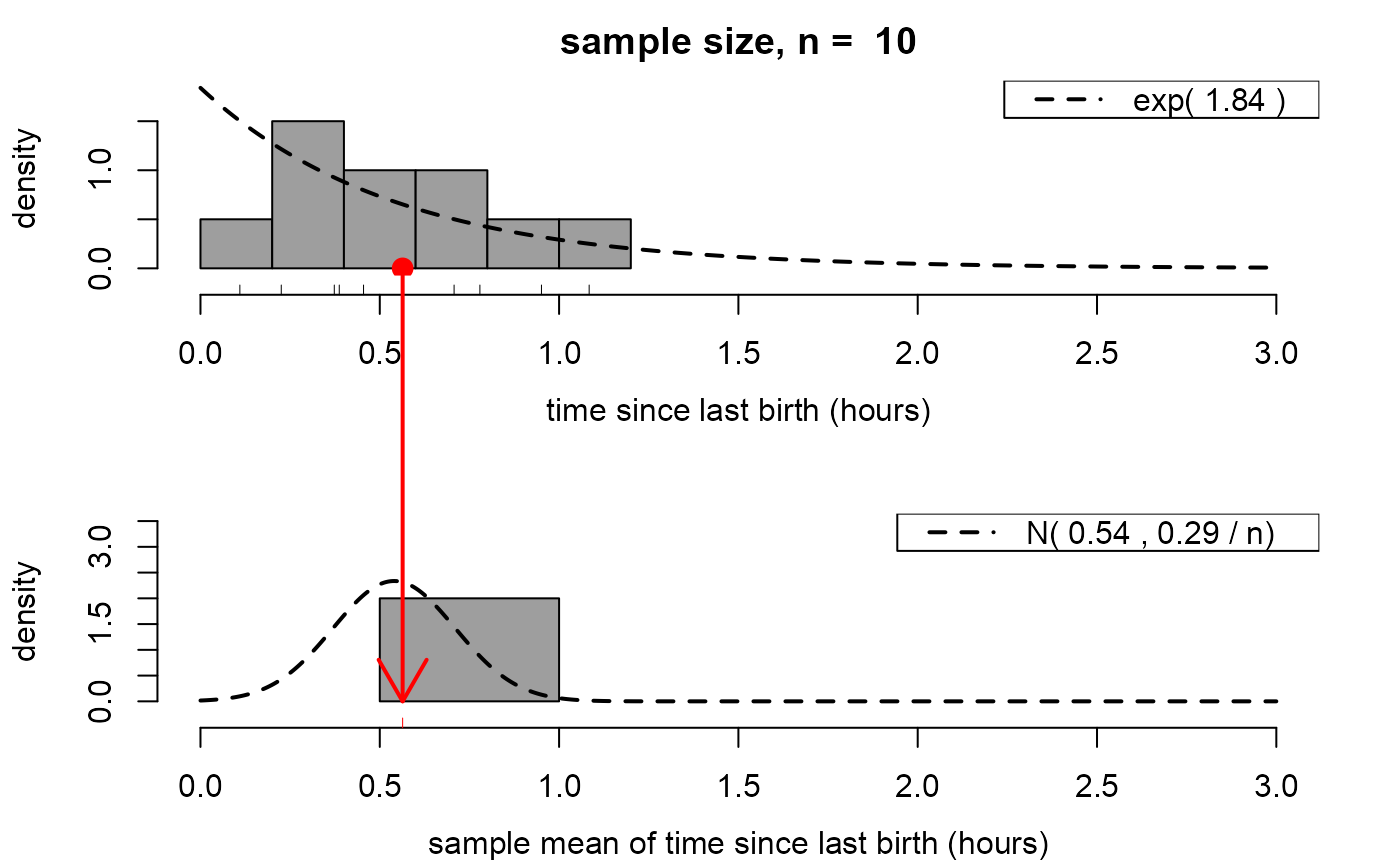 sample size, n =  10
exp( 1.84 )
density
1.0
0.0
0.0 0.5 1.0 1.5 2.0 2.5 3.0
time since last birth (hours)
N( 0.54 , 0.29 / n)
density
3.0
1.5
0.0
0.0 0.5 1.0 1.5 2.0 2.5 3.0
sample mean of time since last birth (hours)